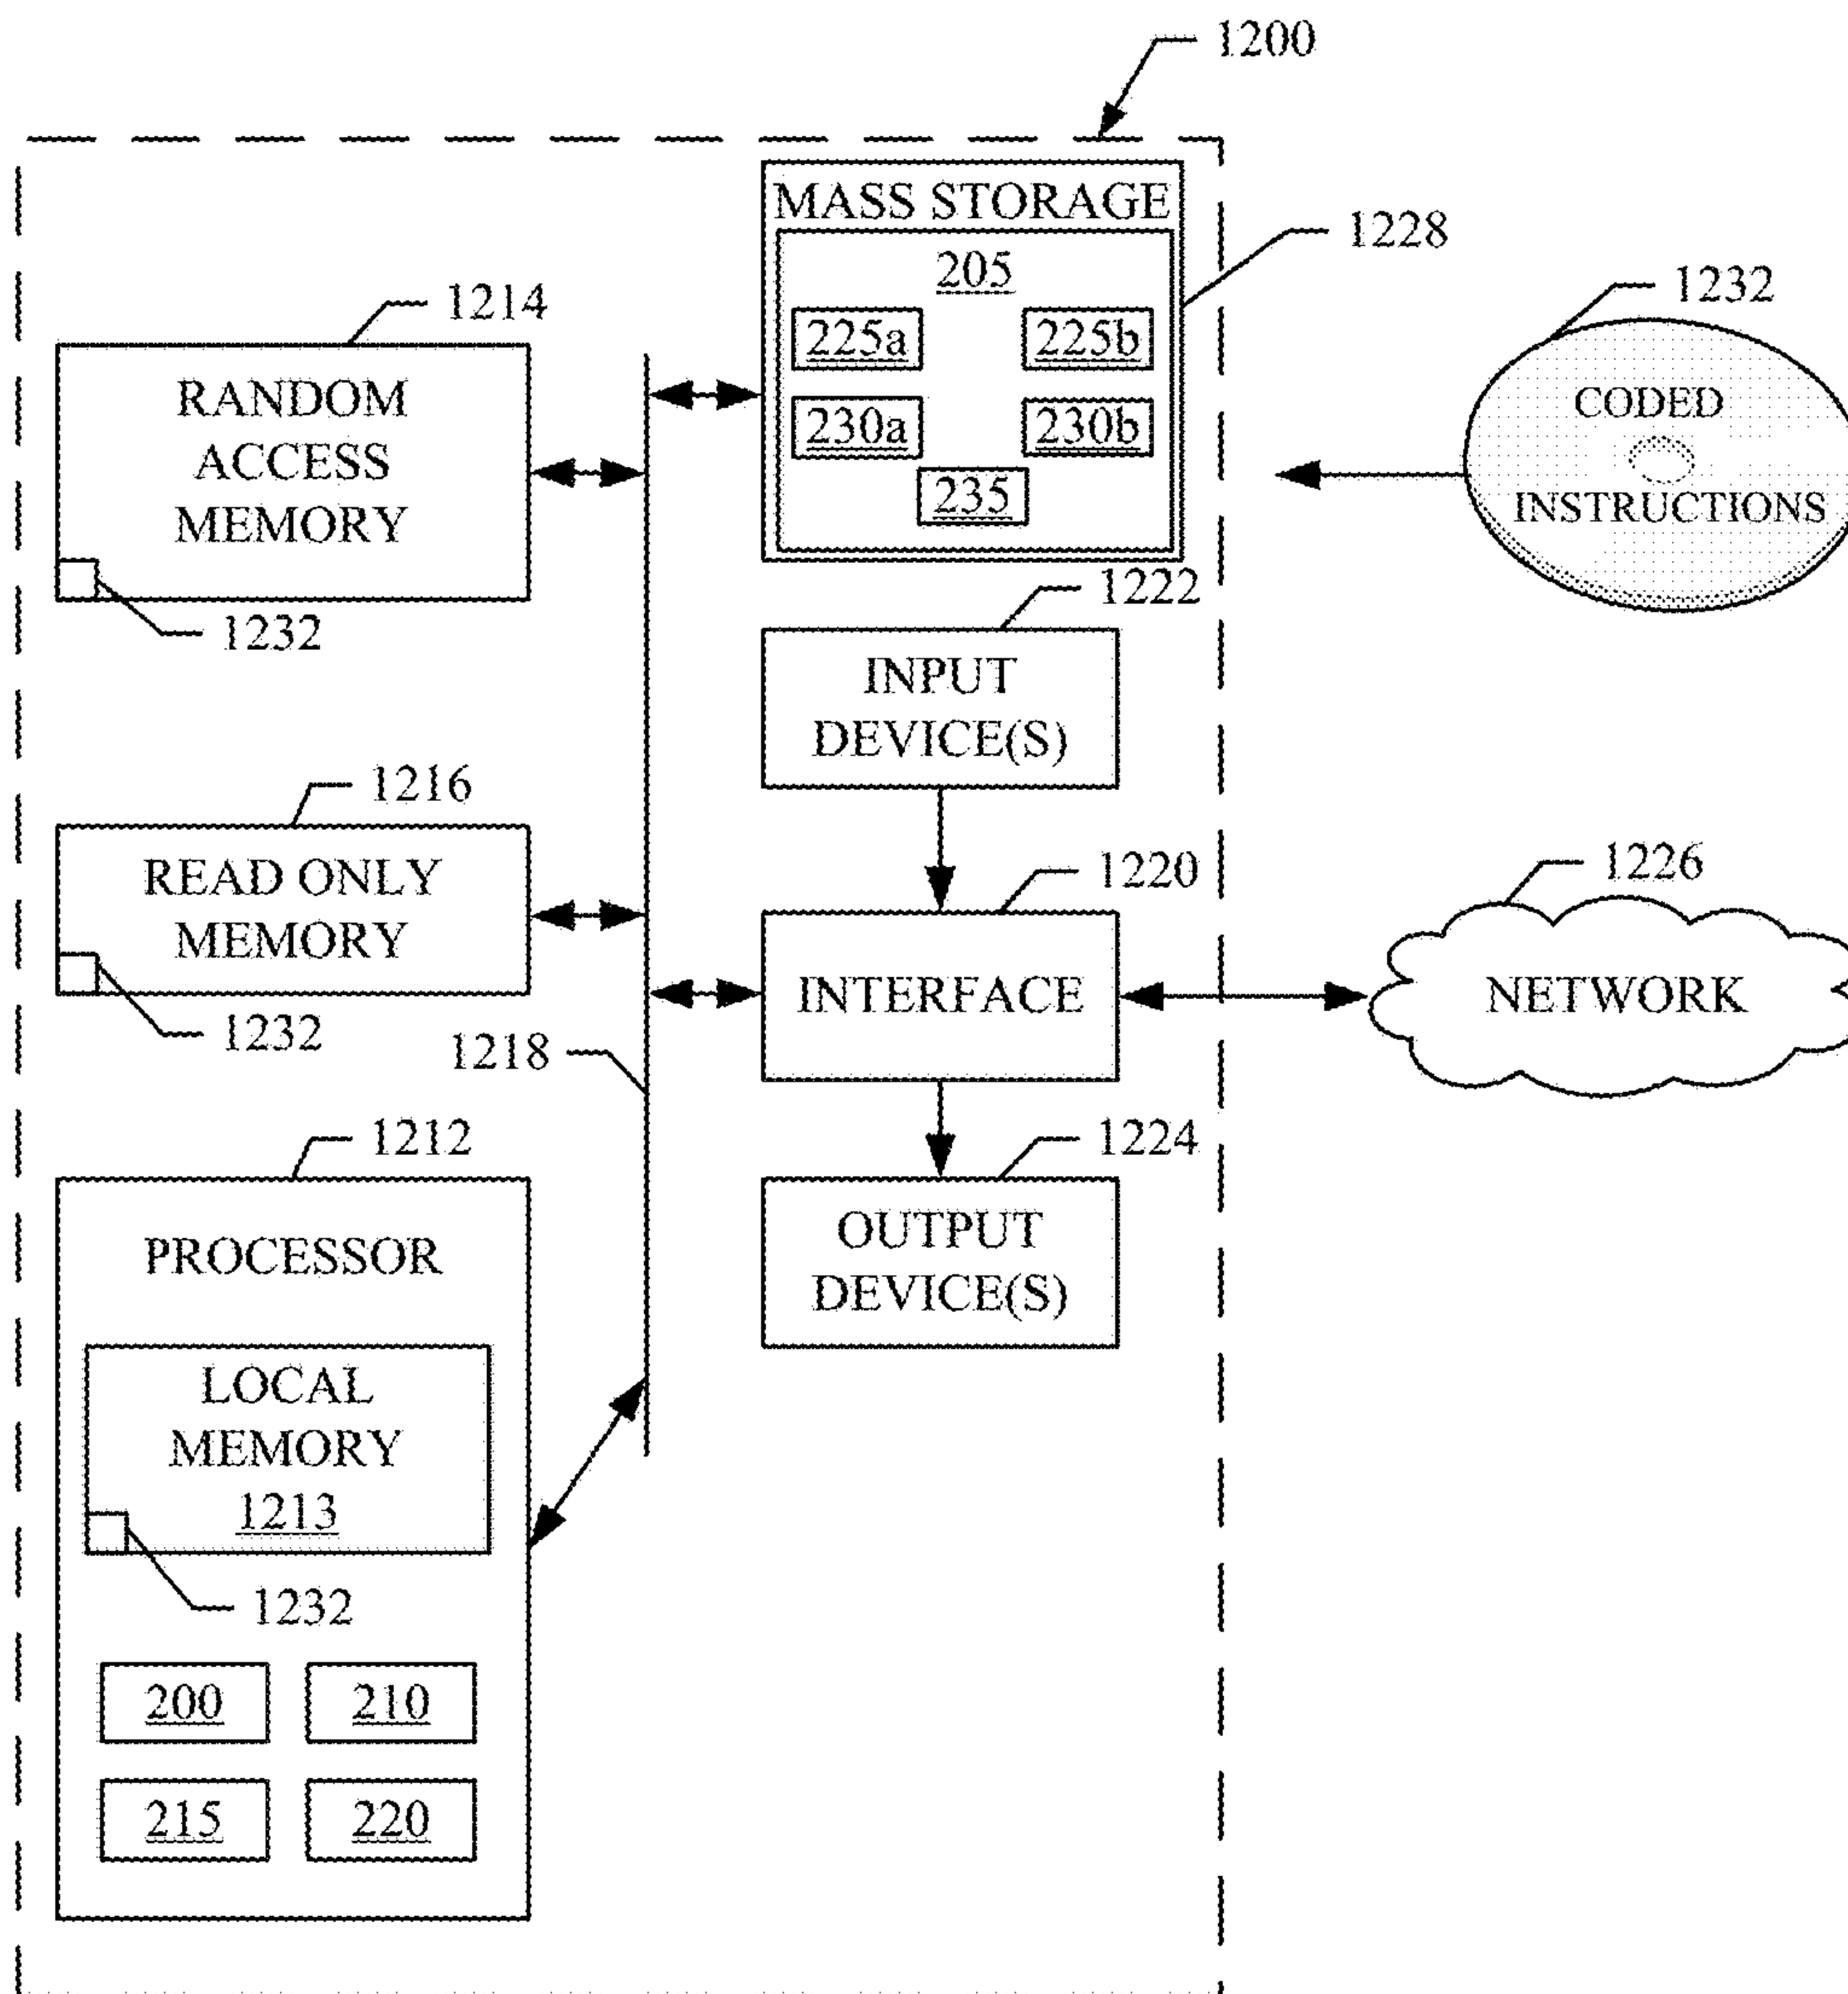 1200
MASS STORAGE
205
225a
225b
230a
230b
235
1228
1232
CODED
INSTRUCTIONS
1214
RANDOM
ACCESS
MEMORY
1232
1222
INPUT
DEVICE(S)
1216
READ ONLY
MEMORY
1232
1220
INTERFACE
1226
NETWORK
1218
1212
PROCESSOR
LOCAL
MEMORY
1213
1232
200
210
215
220
1224
OUTPUT
DEVICE(S)